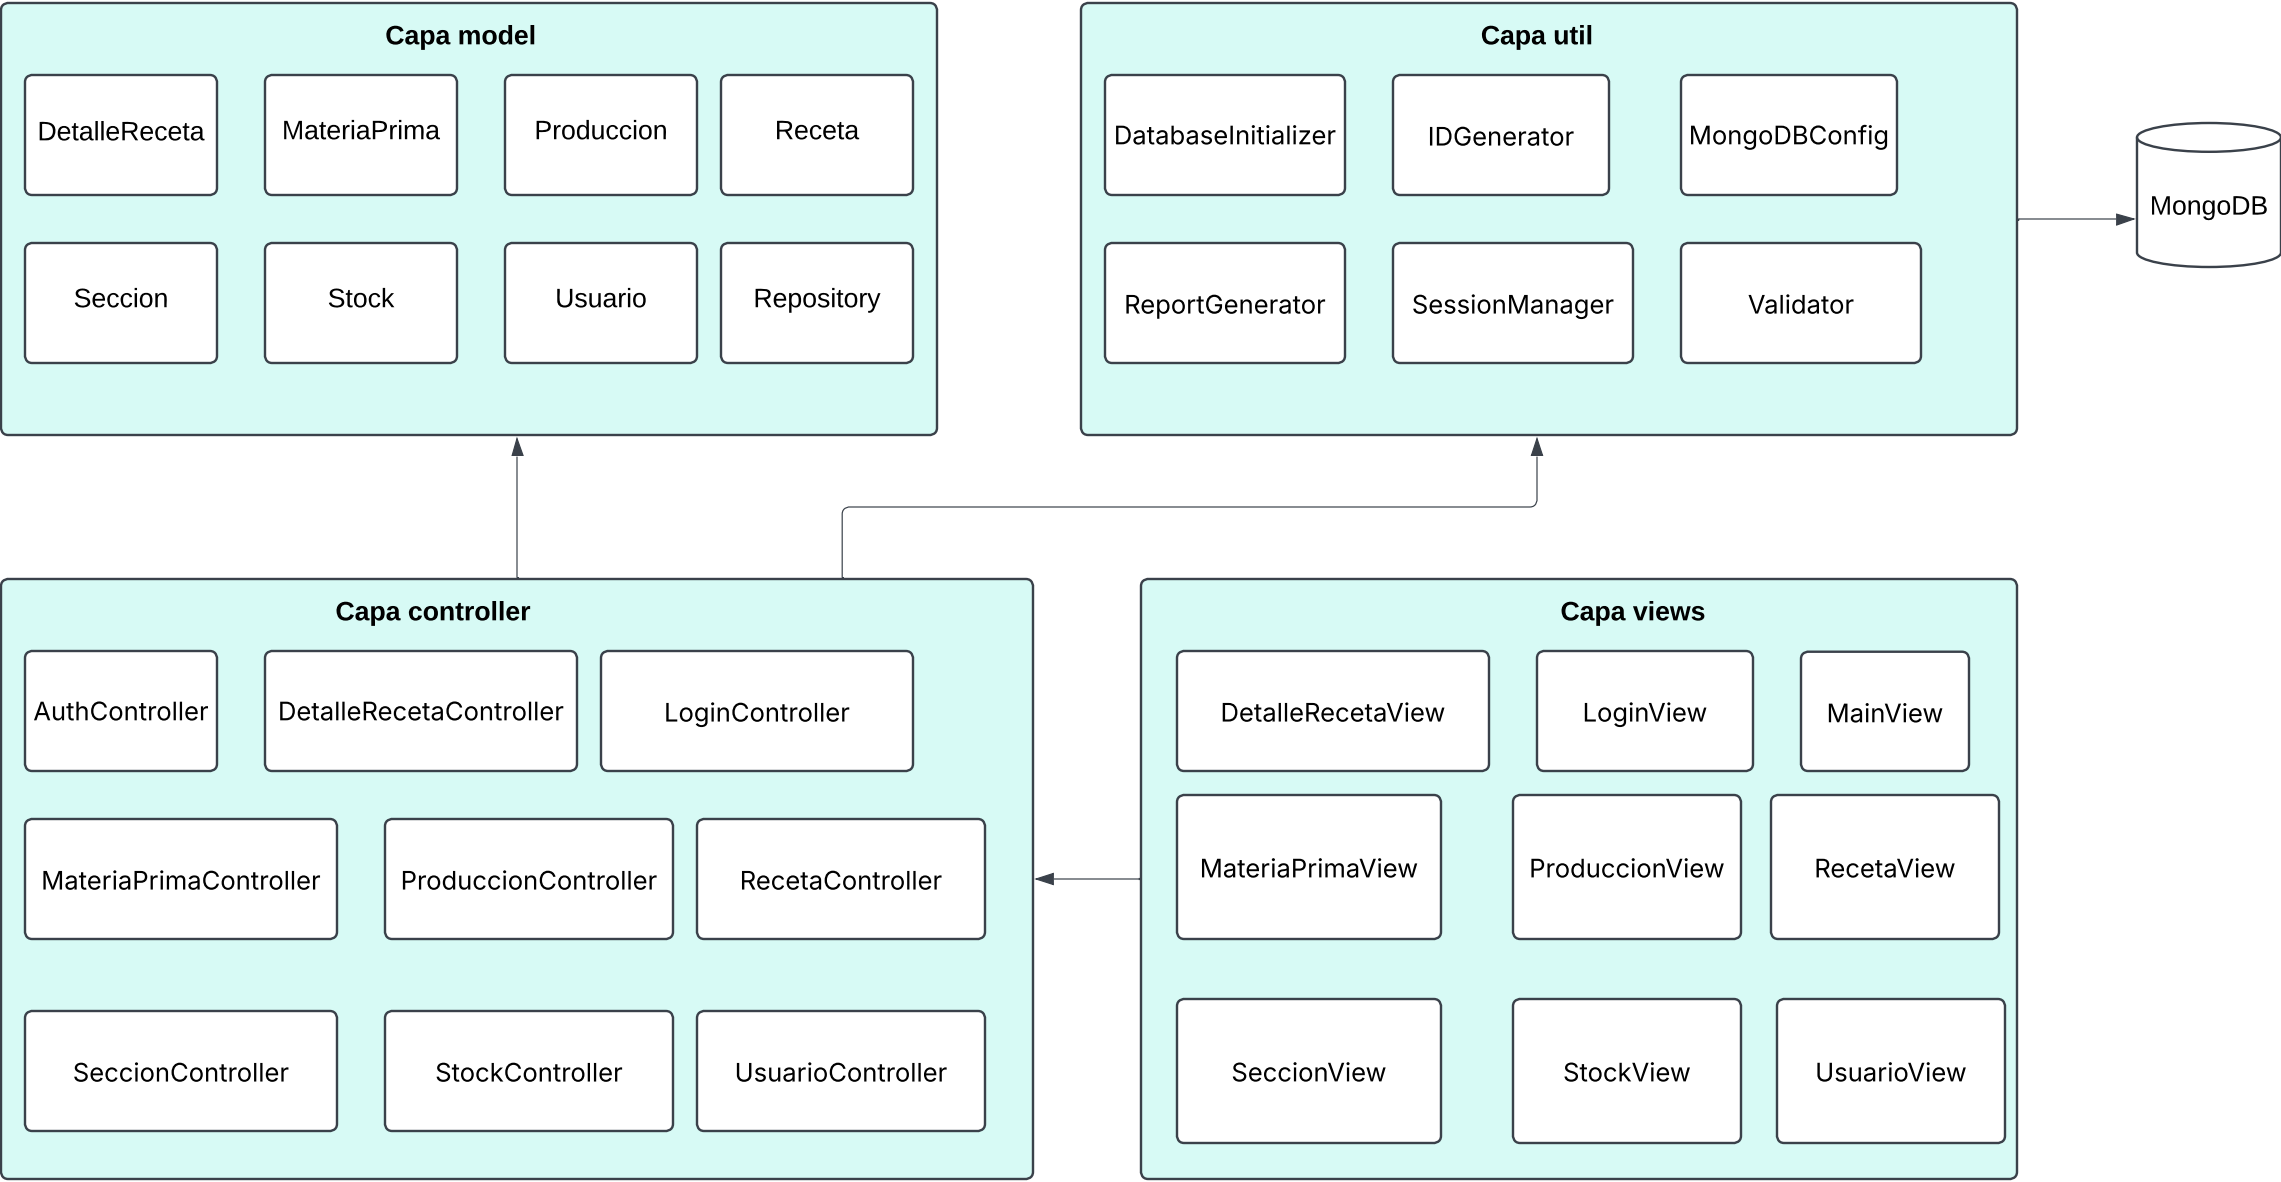 Capa model
DetalleReceta
MateriaPrima
Produccion
Receta
Seccion
Stock
Usuario
Repository
Capa util
DatabaseInitializer
IDGenerator
MongoDBConfig
ReportGenerator
SessionManager
Validator
MongoDB
Capa controller
AuthController
DetalleRecetaController
LoginController
MateriaPrimaController
ProduccionController
RecetaController
SeccionController
StockController
UsuarioController
Capa views
DetalleRecetaView
LoginView
MainView
MateriaPrimaView
ProduccionView
RecetaView
SeccionView
StockView
UsuarioView